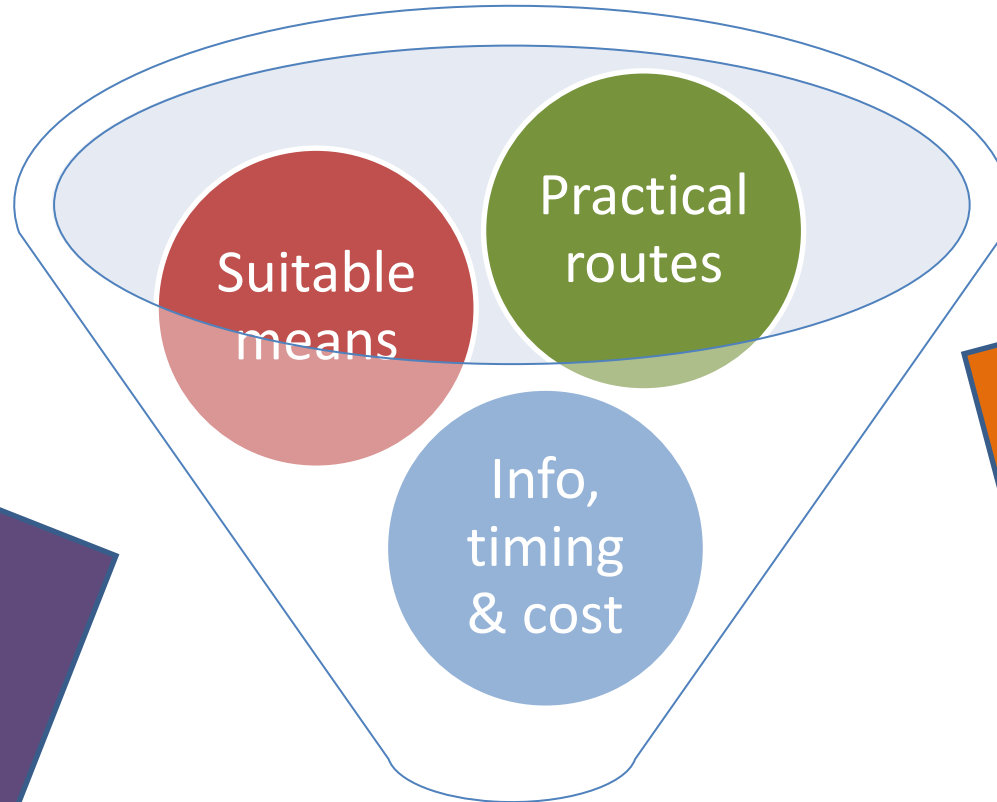 Practical
routes
Suitable
means
Info,
timing
& cost